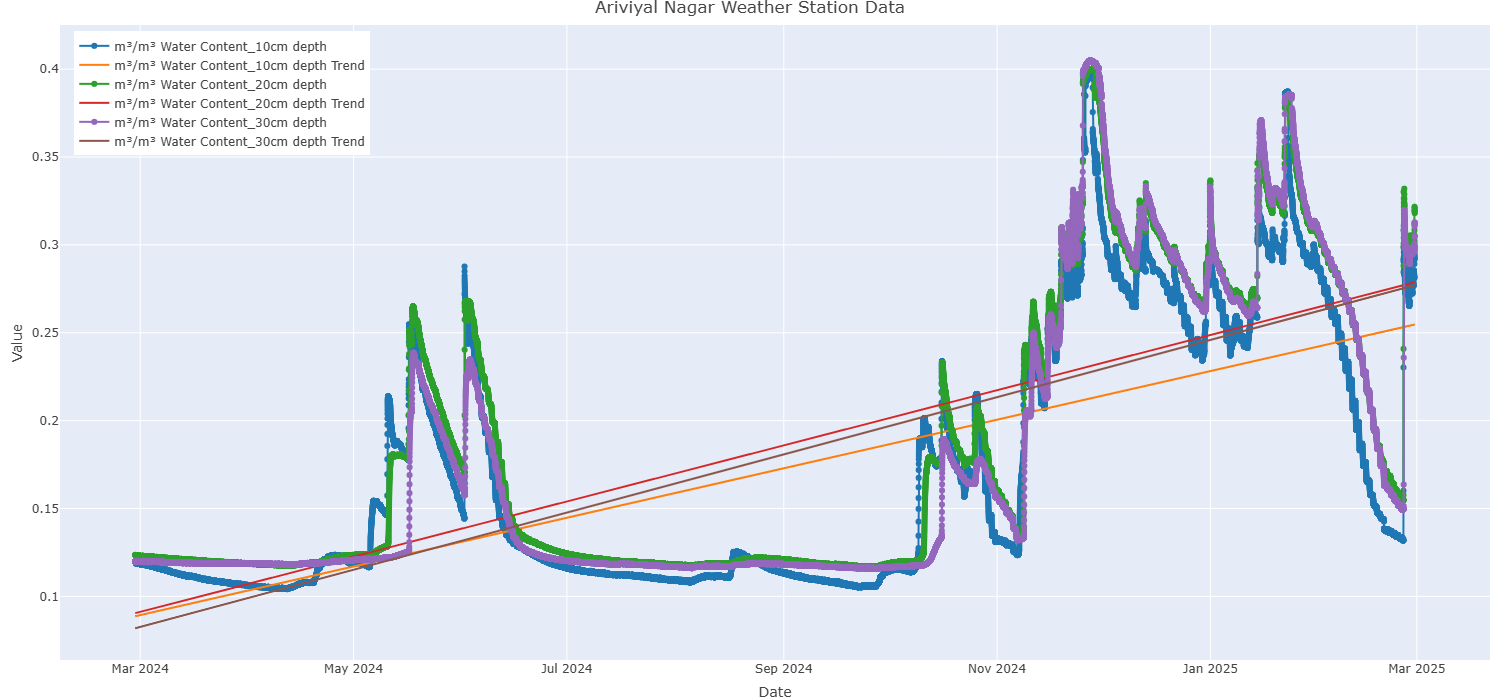 Ariviyal Nagar Weather Station Data
m³/m³ Water Content_10cm depth
m³/m³ Water Content_10cm depth Trend
m³/m³ Water Content_20cm depth
m³/m³ Water Content_20cm depth Trend
m³/m³ Water Content_30cm depth
m³/m³ Water Content_30cm depth Trend
0.4
0.35
0.3
0.25
0.2
0.15
0.1
Value
Mar 2024
May 2024
Jul 2024
Sep 2024
Nov 2024
Jan 2025
Mar 2025
Date